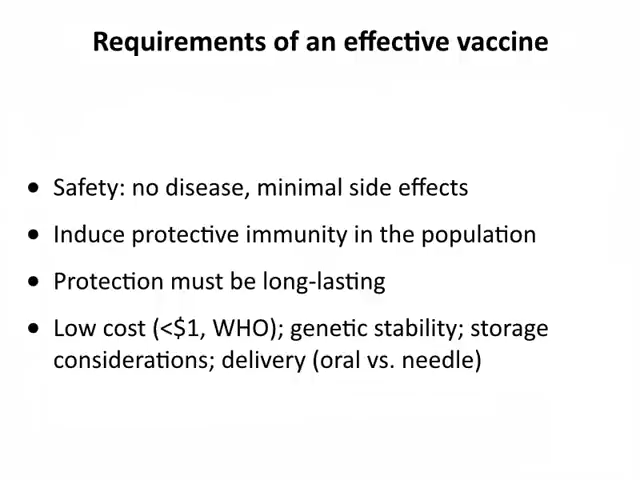 Requirements of an effective vaccine
• Safety: no disease, minimal side effects
• Induce protective immunity in the population
• Protection must be long-lasting
• Low cost (<$1, WHO); genetic stability; storage
considerations; delivery (oral vs. needle)